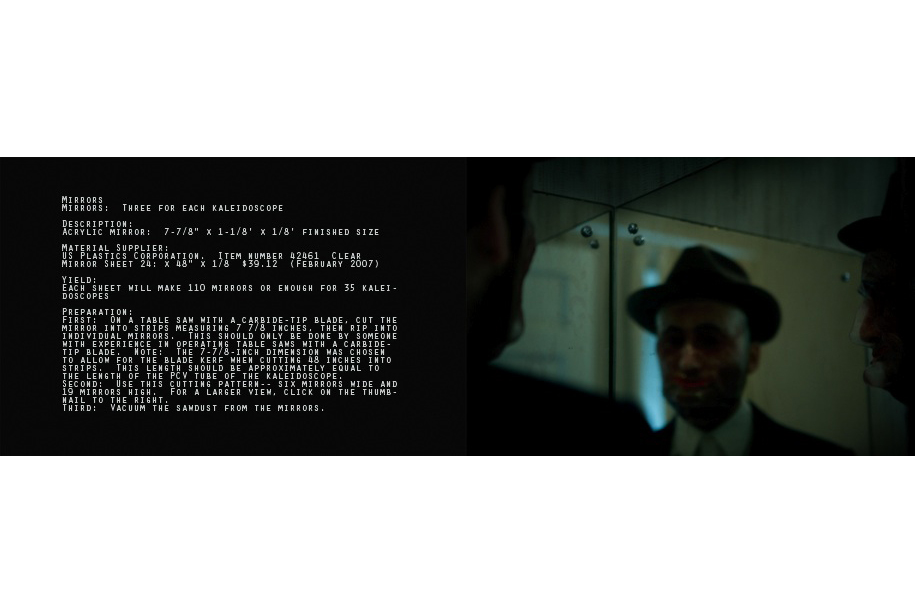 Mirrors
Mirrors:  Three for each kaleidoscope
Description:
Acrylic mirror:  7-7/8" x 1-1/8' x 1/8' finished size
Material Supplier:
US Plastics Corporation.  Item number 42461  Clear
Mirror Sheet 24: x 48" x 1/8  $39.12  (February 2007)
Yield:
Each sheet will make 110 mirrors or enough for 35 kalei-
doscopes
Preparation:
First:  On a table saw with a carbide-tip blade, cut the
mirror into strips measuring 7 7/8 inches, then rip into
individual mirrors.  This should only be done by someone
with experience in operating table saws with a carbide-
tip blade.  Note:  The 7-7/8-inch dimension was chosen
to allow for the blade kerf when cutting 48 inches into
strips.  This length should be approximately equal to
the length of the PCV tube of the kaleidoscope.
Second:  Use this cutting pattern-- six mirrors wide and
19 mirrors high.  For a larger view, click on the thumb-
nail to the right.
Third:  Vacuum the sawdust from the mirrors.